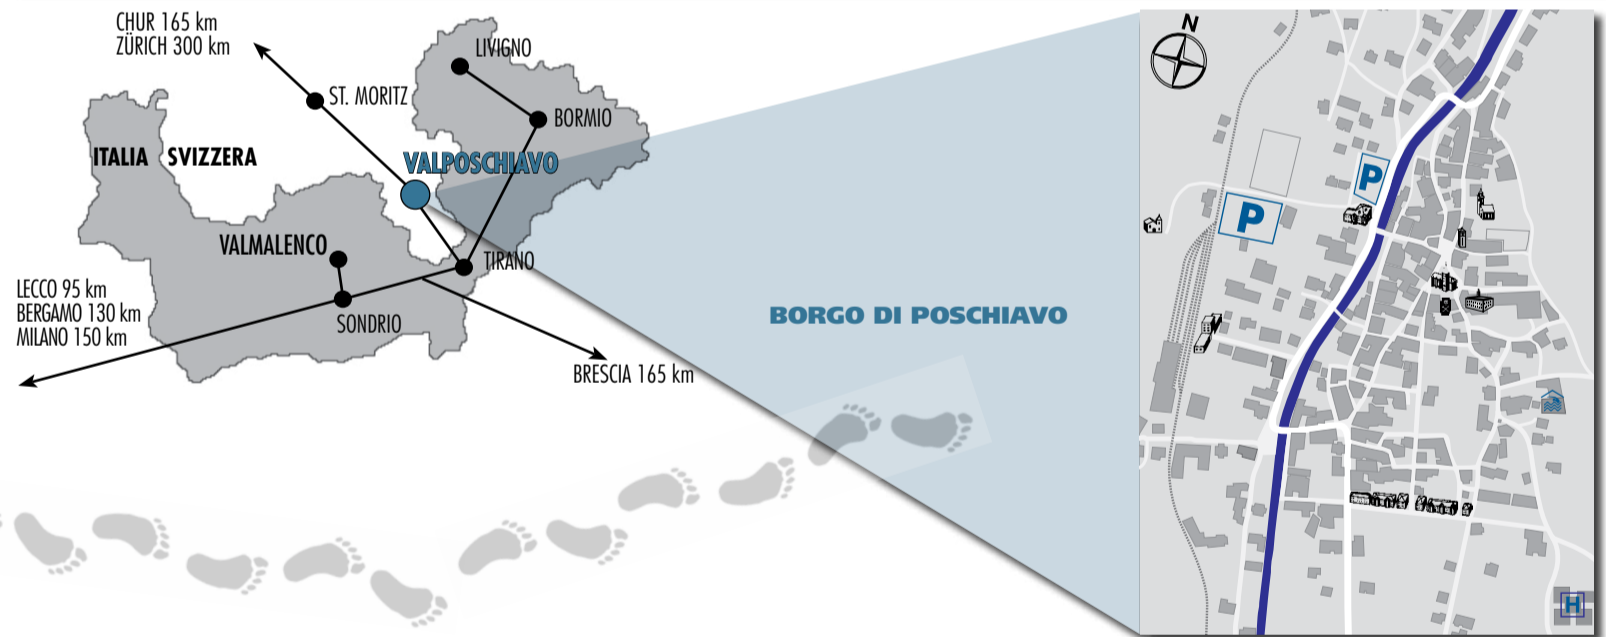 CHUR 165 km
ZÜRICH 300 km
LIVIGNO
ST. MORITZ
BORMIO
ITALIA SVIZZERA
VALPOSCHIAVO
VALMALENCO
TIRANO
LECCO 95 km
BERGAMO 130 km
MILANO 150 km
SONDRIO
BRESCIA 165 km
BORGO DI POSCHIAVO
N
P
P
H